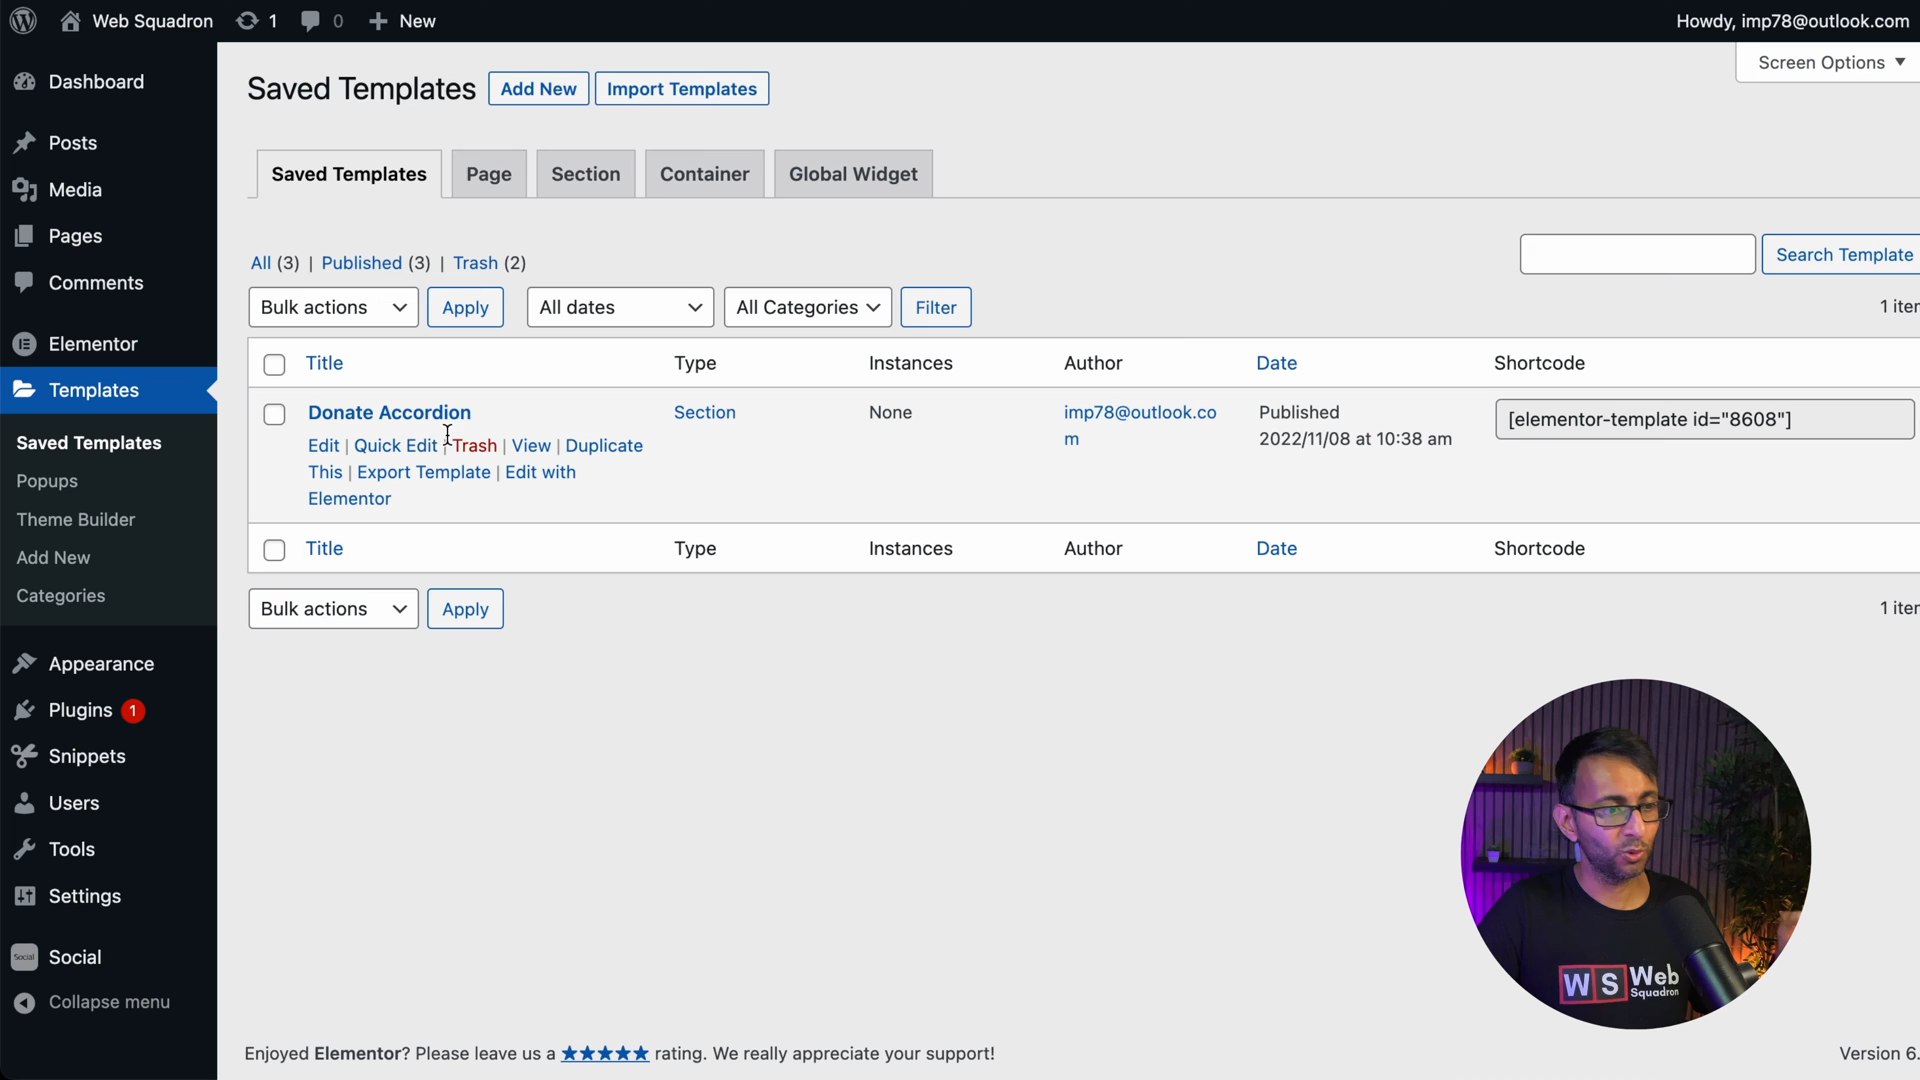 Web Squadron 1 0 + New Howdy, imp78@outlook.com
Screen Options ▼
Dashboard
Posts
Media
Pages
Comments
Elementor
Templates
Saved Templates
Popups
Theme Builder
Add New
Categories
Appearance
Plugins 1
Snippets
Users
Tools
Settings
Social Social
Collapse menu
Saved Templates Add New Import Templates
Saved Templates Page Section Container Global Widget
All (3) | Published (3) | Trash (2)
Search Template
Bulk actions Apply All dates All Categories Filter
1 iter
Title Type Instances Author Date Shortcode
Donate Accordion Section None imp78@outlook.co Published [elementor-template id="8608"]
m 2022/11/08 at 10:38 am
Edit | Quick Edit | Trash | View | Duplicate
This | Export Template | Edit with
Elementor
Title Type Instances Author Date Shortcode
Bulk actions Apply 1 iter
WS Web
Squadron
Enjoyed Elementor? Please leave us a ★★★★★ rating. We really appreciate your support! Version 6.